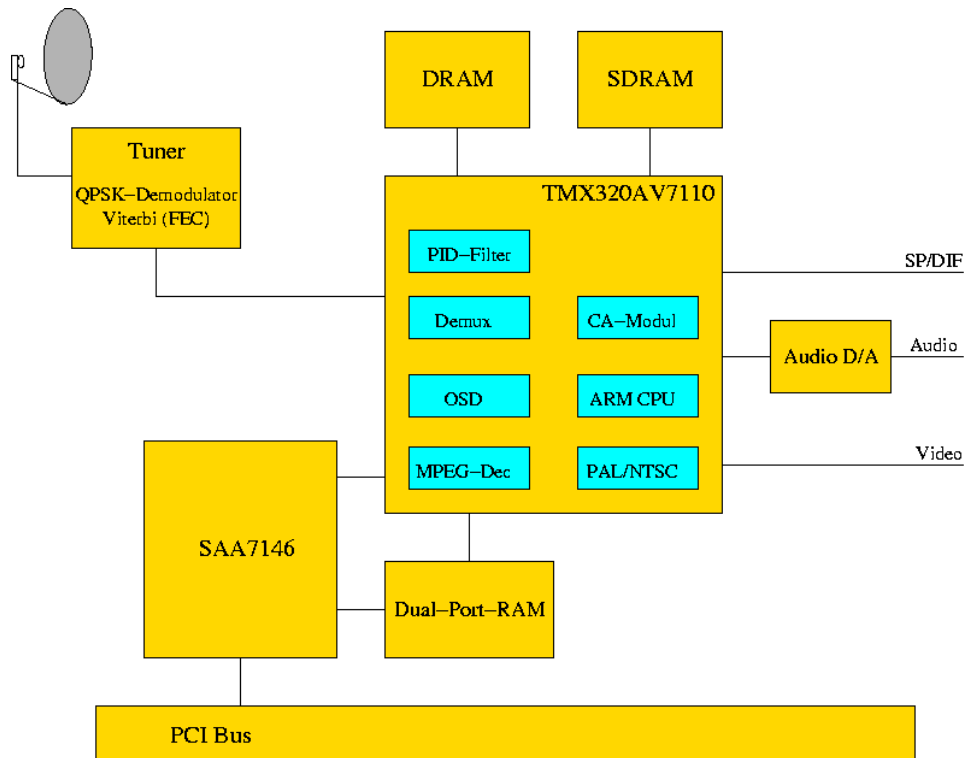 DRAM
SDRAM
Tuner
QPSK–Demodulator
Viterbi (FEC)
TMX320AV7110
PID–Filter
SP/DIF
Demux
CA–Modul
Audio D/A
Audio
OSD
ARM CPU
MPEG–Dec
PAL/NTSC
Video
SAA7146
Dual–Port–RAM
PCI Bus